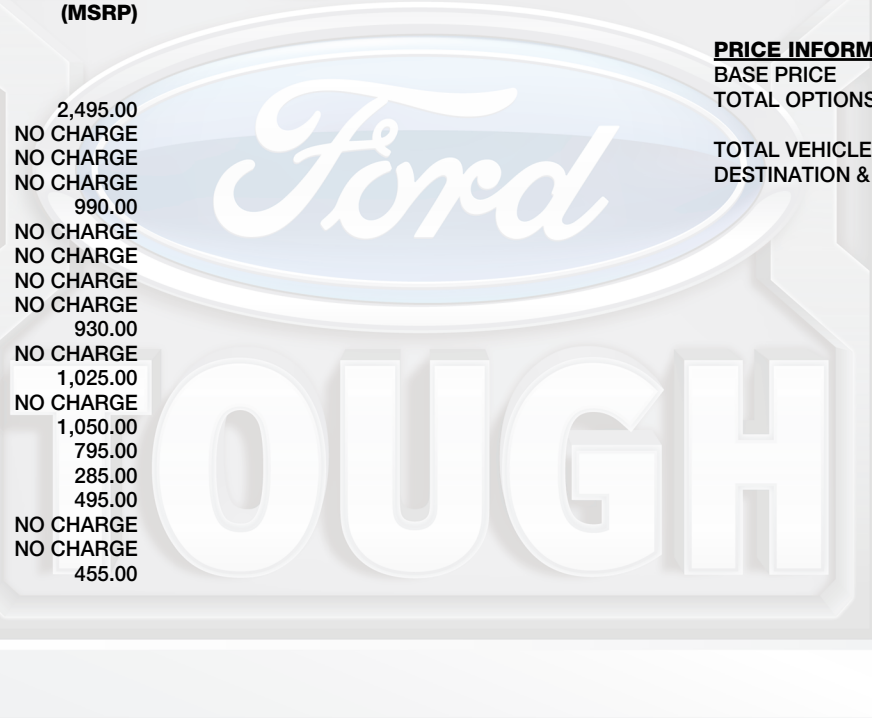 (MSRP)
2,495.00
NO CHARGE
NO CHARGE
NO CHARGE
990.00
NO CHARGE
NO CHARGE
NO CHARGE
NO CHARGE
930.00
NO CHARGE
1,025.00
NO CHARGE
1,050.00
795.00
285.00
495.00
NO CHARGE
NO CHARGE
455.00
PRICE INFORM
BASE PRICE
TOTAL OPTIONS
TOTAL VEHICLE
DESTINATION &
Ford
TOUGH